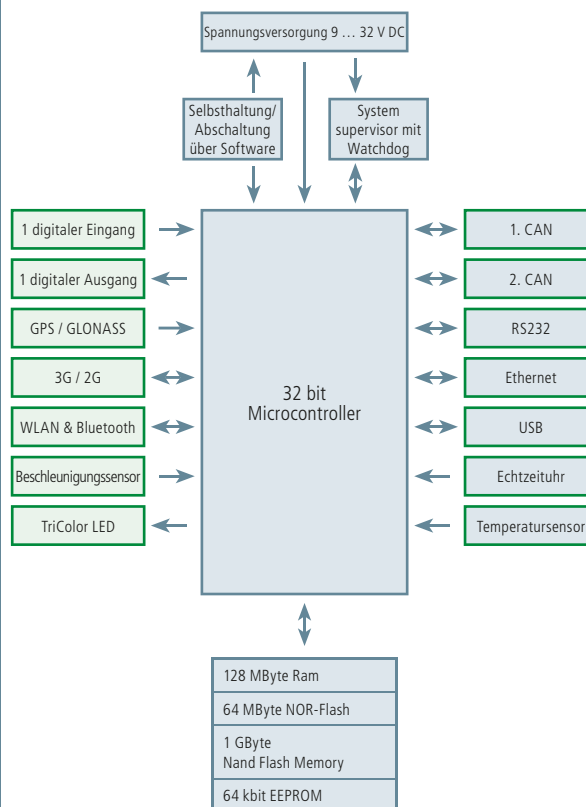 Spannungsversorgung 9 … 32 V DC
Selbsthaltung/
Abschaltung
über Software
System
supervisor mit
Watchdog
1 digitaler Eingang
1 digitaler Ausgang
GPS / GLONASS
3G / 2G
WLAN & Bluetooth
Beschleunigungssensor
TriColor LED
32 bit
Microcontroller
1. CAN
2. CAN
RS232
Ethernet
USB
Echtzeituhr
Temperatursensor
128 MByte Ram
64 MByte NOR-Flash
1 GByte
Nand Flash Memory
64 kbit EEPROM